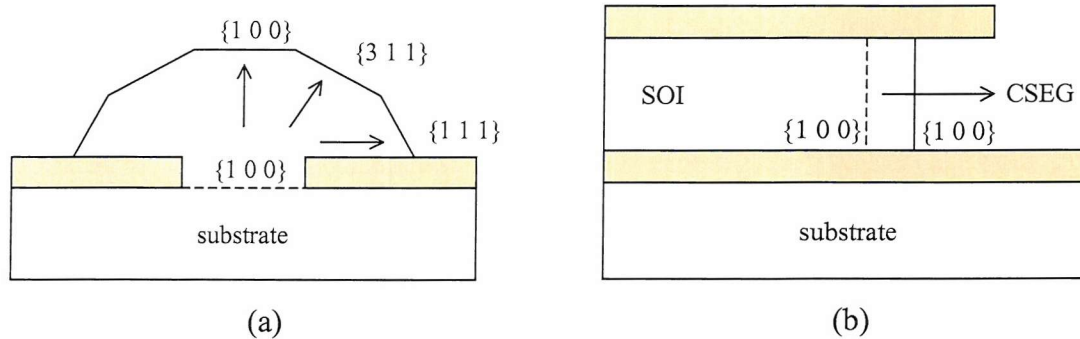 {1 0 0}
{3 1 1}
{1 1 1}
{1 0 0}
substrate
(a)
SOI
CSEG
{1 0 0}
{1 0 0}
substrate
(b)